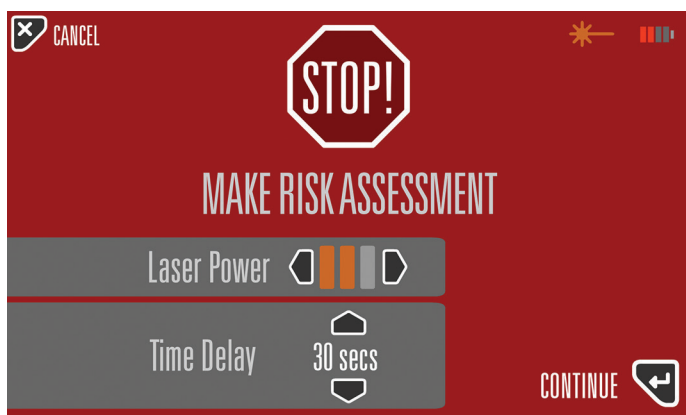 CANCEL
STOP!
MAKE RISK ASSESSMENT
Laser Power
Time Delay
30 secs
CONTINUE